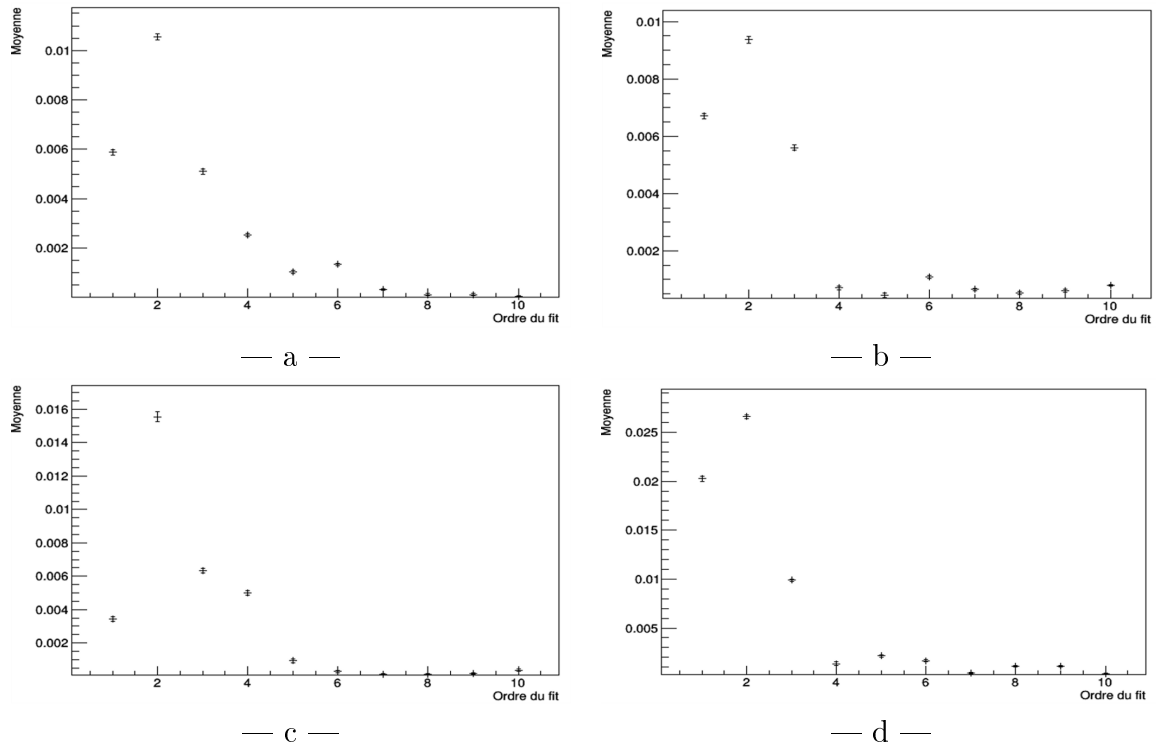 Moyenne
0.01
0.008
0.006
0.004
0.002
2 4 6 8 10
Ordre du fit
— a —
Moyenne
0.01
0.008
0.006
0.004
0.002
2 4 6 8 10
Ordre du fit
— b —
Moyenne
0.016
0.014
0.012
0.01
0.008
0.006
0.004
0.002
2 4 6 8 10
Ordre du fit
— c —
Moyenne
0.025
0.02
0.015
0.01
0.005
2 4 6 8 10
Ordre du fit
— d —